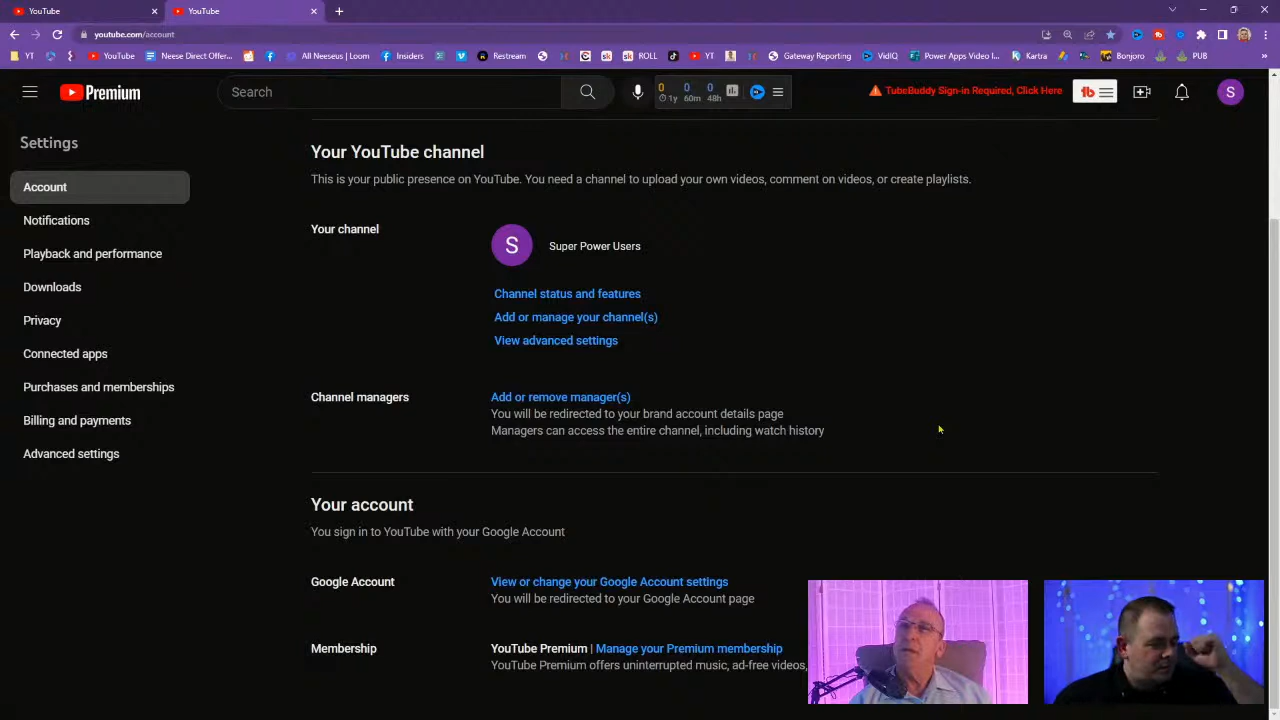 YouTube
YouTube
youtube.com/account
YT
YouTube
Neese Direct Offer...
All Neeseus | Loom
Insiders
Restream
ROLL
YT
Gateway Reporting
VidIQ
Power Apps Video I...
Kartra
Bonjoro
PUB
Premium
Search
0 0 0
1y 60m 48h
TubeBuddy Sign-in Required, Click Here
tb
S
Settings
Account
Notifications
Playback and performance
Downloads
Privacy
Connected apps
Purchases and memberships
Billing and payments
Advanced settings
Your YouTube channel
This is your public presence on YouTube. You need a channel to upload your own videos, comment on videos, or create playlists.
Your channel
S
Super Power Users
Channel status and features
Add or manage your channel(s)
View advanced settings
Channel managers
Add or remove manager(s)
You will be redirected to your brand account details page
Managers can access the entire channel, including watch history
Your account
You sign in to YouTube with your Google Account
Google Account
View or change your Google Account settings
You will be redirected to your Google Account page
Membership
YouTube Premium | Manage your Premium membership
YouTube Premium offers uninterrupted music, ad-free videos,